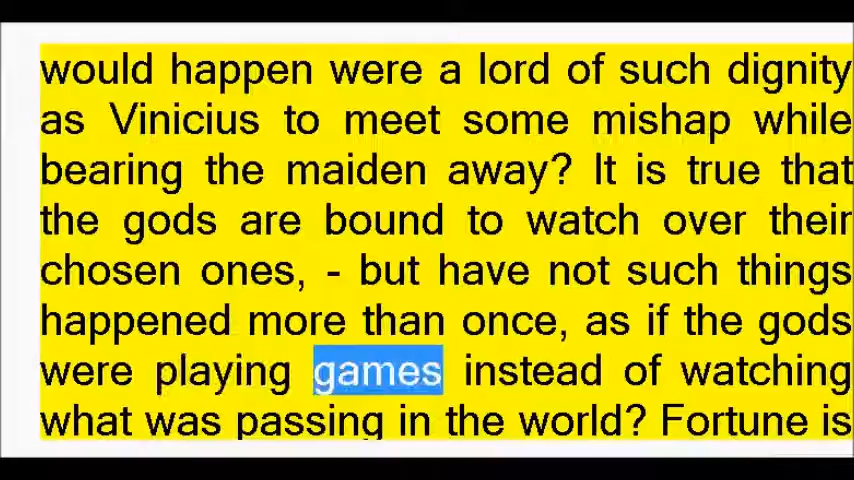 would happen were a lord of such dignity
as Vinicius to meet some mishap while
bearing the maiden away? It is true that
the gods are bound to watch over their
chosen ones, - but have not such things
happened more than once, as if the gods
were playing games instead of watching
what was passing in the world? Fortune is